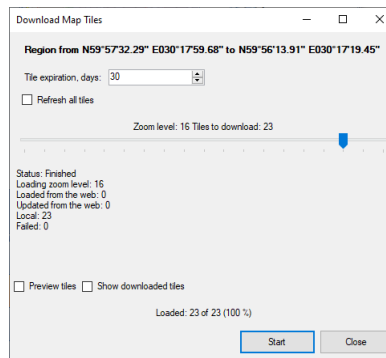 Download Map Tiles
Region from N59°57'32.29" E030°17'59.68" to N59°56'13.91" E030°17'19.45"
Tile expiration, days: 30
Refresh all tiles
Zoom level: 16 Tiles to download: 23
Status: Finished
Loading zoom level: 16
Loaded from the web: 0
Updated from the web: 0
Local: 23
Failed: 0
Preview tiles Show downloaded tiles
Loaded: 23 of 23 (100 %)
Start Close